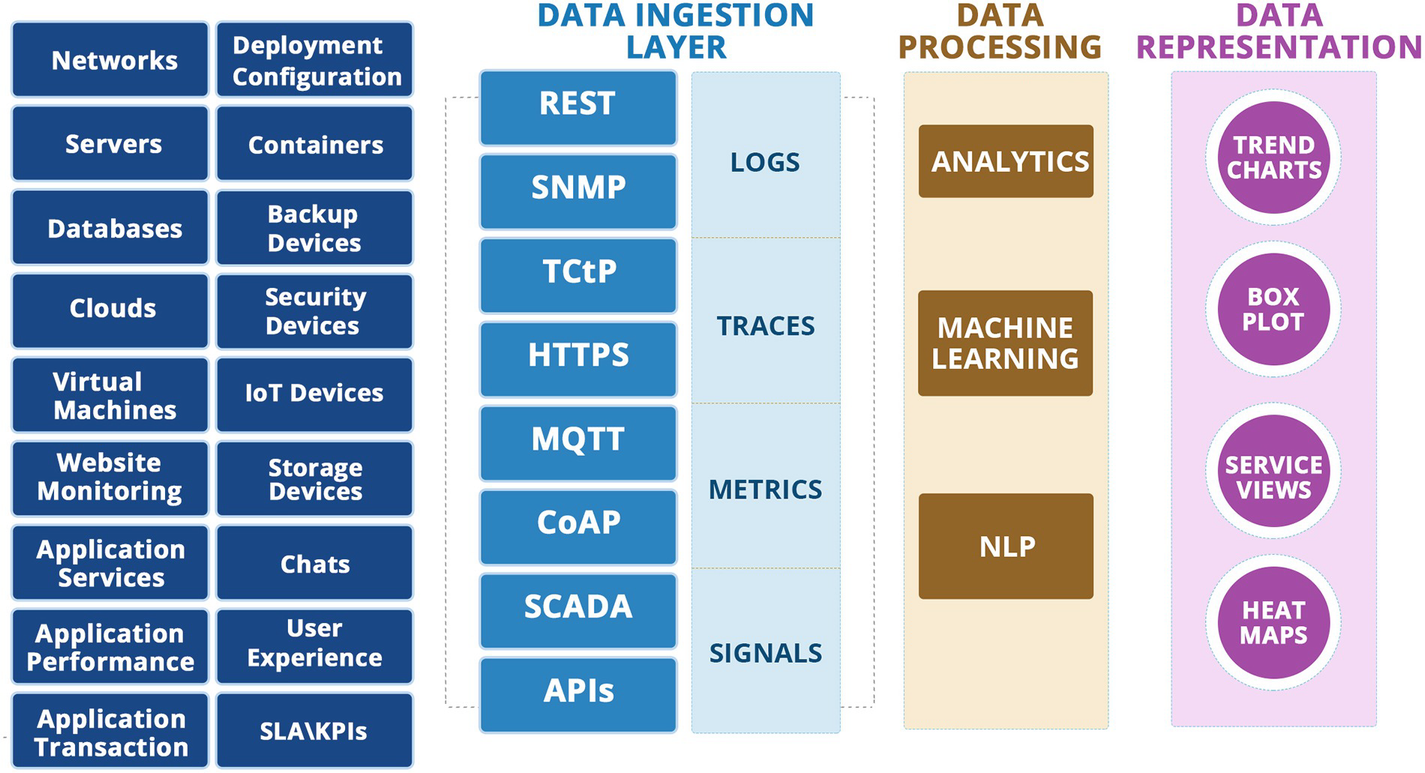 Networks
Deployment
Configuration
Servers
Containers
Databases
Backup
Devices
Clouds
Security
Devices
Virtual
Machines
IoT Devices
Website
Monitoring
Storage
Devices
Application
Services
Chats
Application
Performance
User
Experience
Application
Transaction
SLA\KPIs
DATA INGESTION
LAYER
REST
SNMP
TCtP
HTTPS
MQTT
CoAP
SCADA
APIs
LOGS
TRACES
METRICS
SIGNALS
DATA
PROCESSING
ANALYTICS
MACHINE
LEARNING
NLP
DATA
REPRESENTATION
TREND
CHARTS
BOX
PLOT
SERVICE
VIEWS
HEAT
MAPS